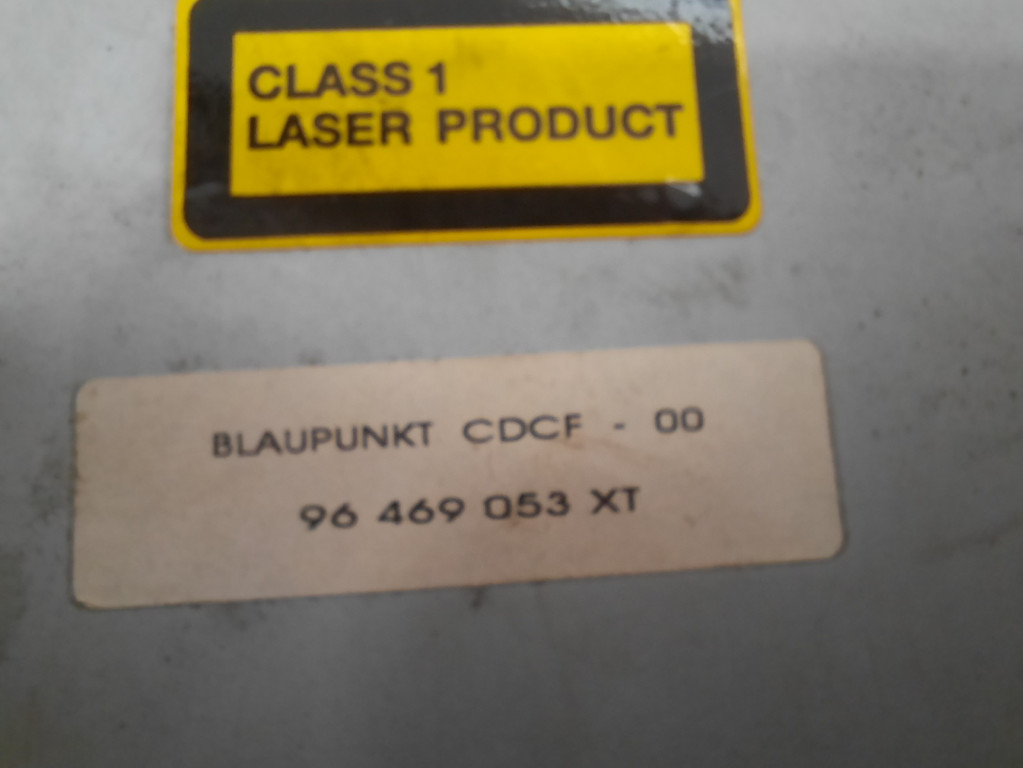 CLASS 1
LASER PRODUCT
BLAUPUNKT CDCF - 00
96 469 053 XT